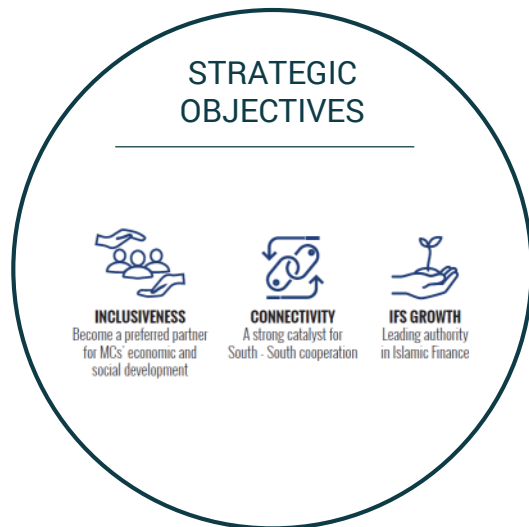 STRATEGIC
OBJECTIVES
INCLUSIVENESS
Become a preferred partner
for MCs' economic and
social development
CONNECTIVITY
A strong catalyst for
South - South cooperation
IFS GROWTH
Leading authority
in Islamic Finance